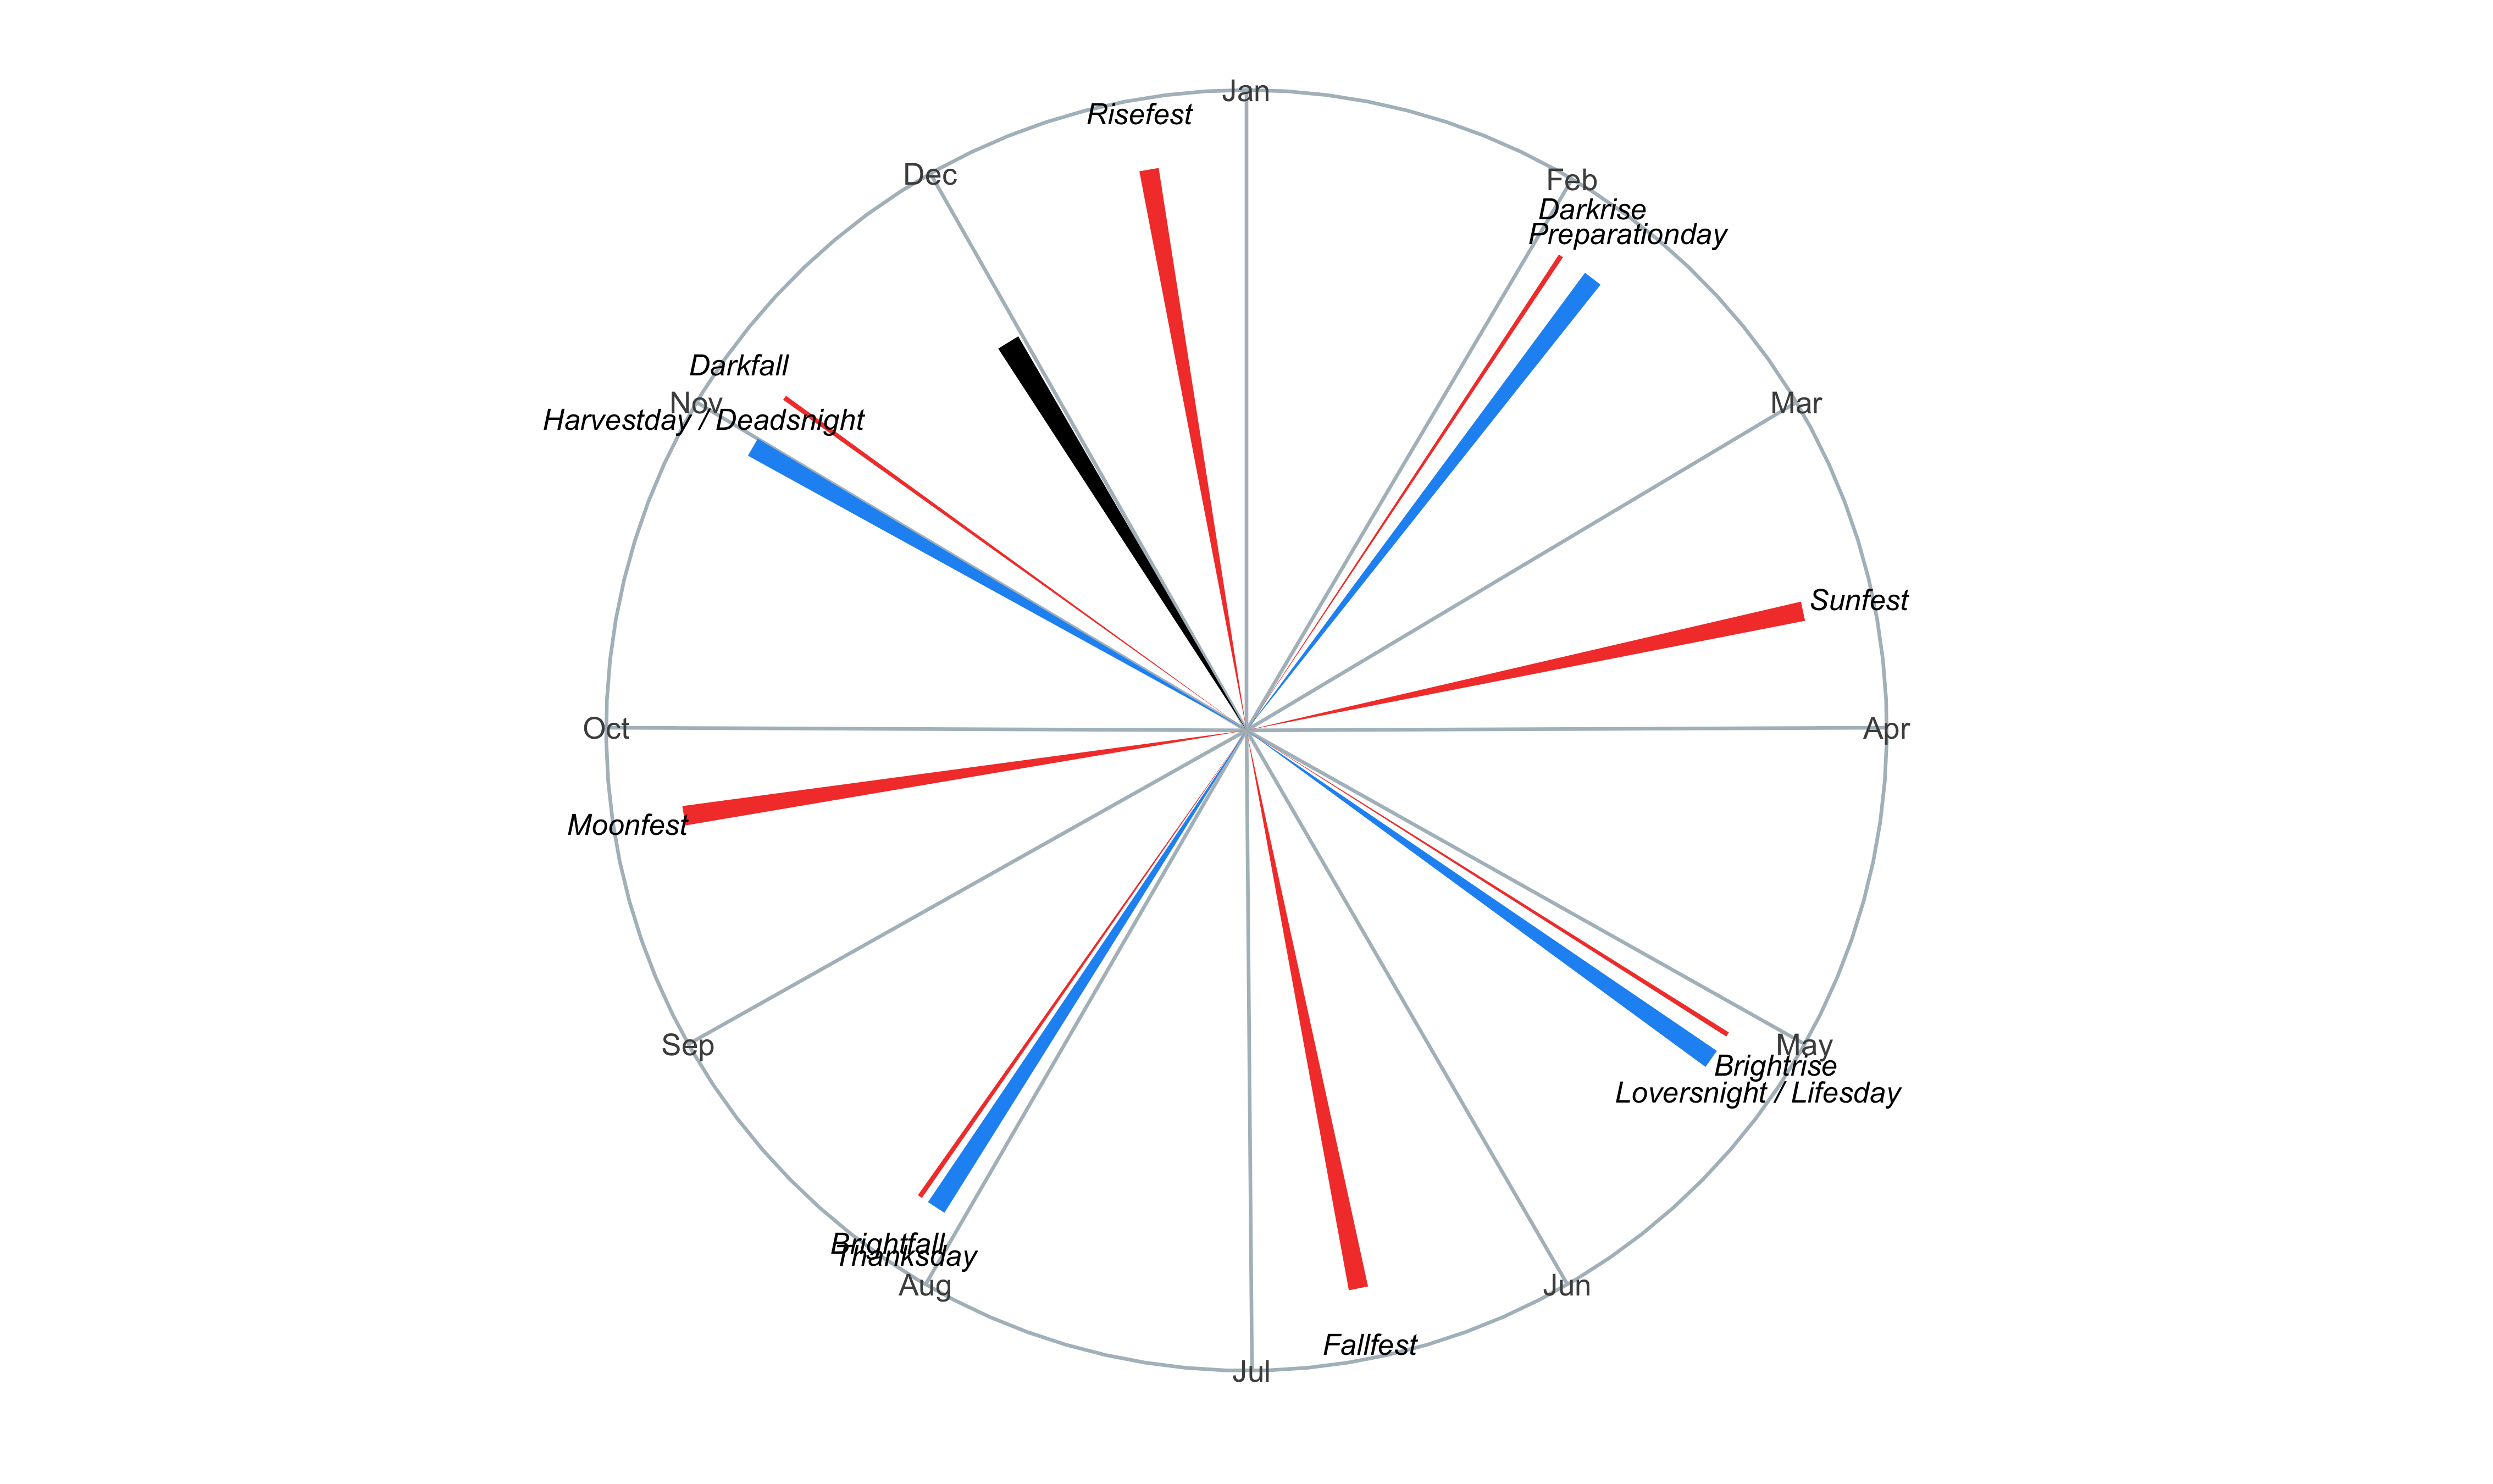 Jan
Risefest
Dec
Feb
Darkrise
Preparationday
Darkfall
Nov
Mar
Harvestday / Deadsnight
Sunfest
Oct
Apr
Moonfest
Sep
May
Brightrise
Loversnight / Lifesday
Brightfall
Thanksday
Aug
Jun
Fallfest
Jul